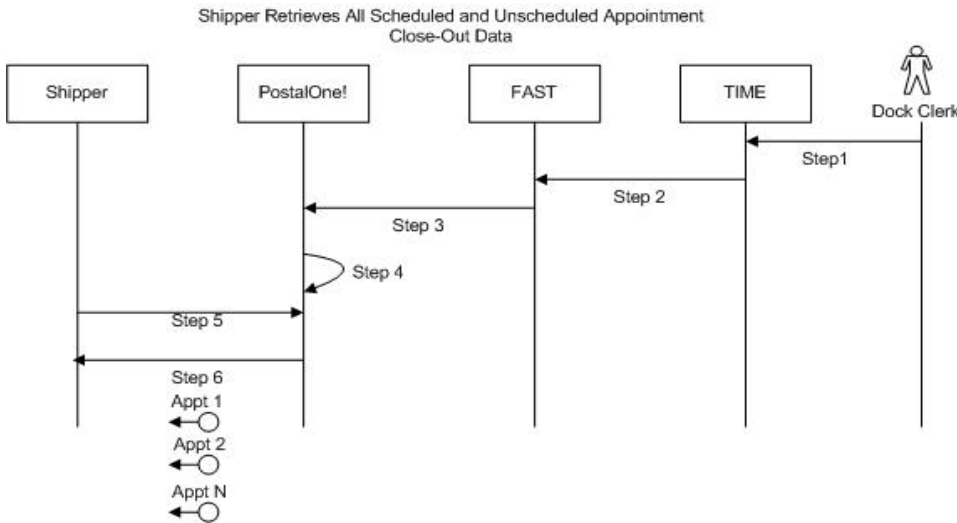 Shipper Retrieves All Scheduled and Unscheduled Appointment
Close-Out Data
Shipper
PostalOne!
FAST
TIME
Dock Clerk
Step1
Step 2
Step 3
Step 4
Step 5
Step 6
Appt 1
Appt 2
Appt N